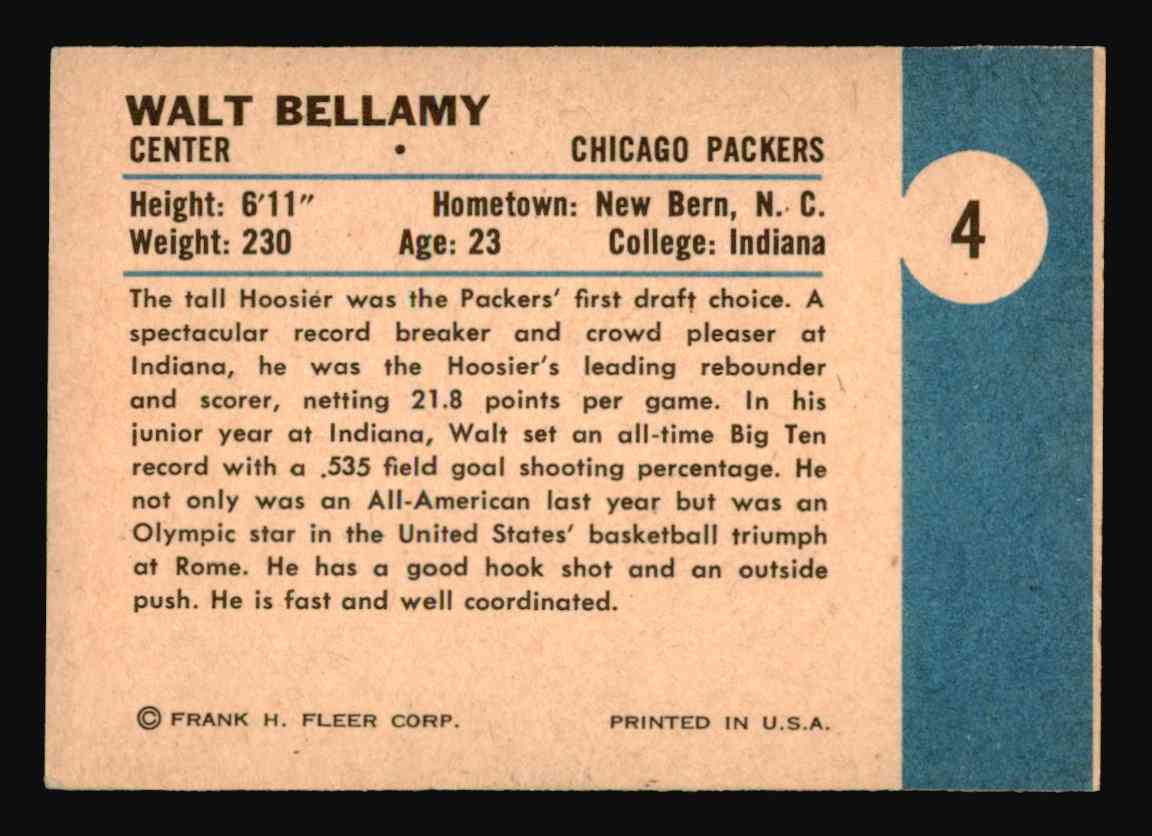 WALT BELLAMY
CENTER • CHICAGO PACKERS
Height: 6'11" Hometown: New Bern, N. C.
Weight: 230 Age: 23 College: Indiana
4
The tall Hoosier was the Packers' first draft choice. A
spectacular record breaker and crowd pleaser at
Indiana, he was the Hoosier's leading rebounder
and scorer, netting 21.8 points per game. In his
junior year at Indiana, Walt set an all-time Big Ten
record with a .535 field goal shooting percentage. He
not only was an All-American last year but was an
Olympic star in the United States' basketball triumph
at Rome. He has a good hook shot and an outside
push. He is fast and well coordinated.
© FRANK H. FLEER CORP. PRINTED IN U.S.A.